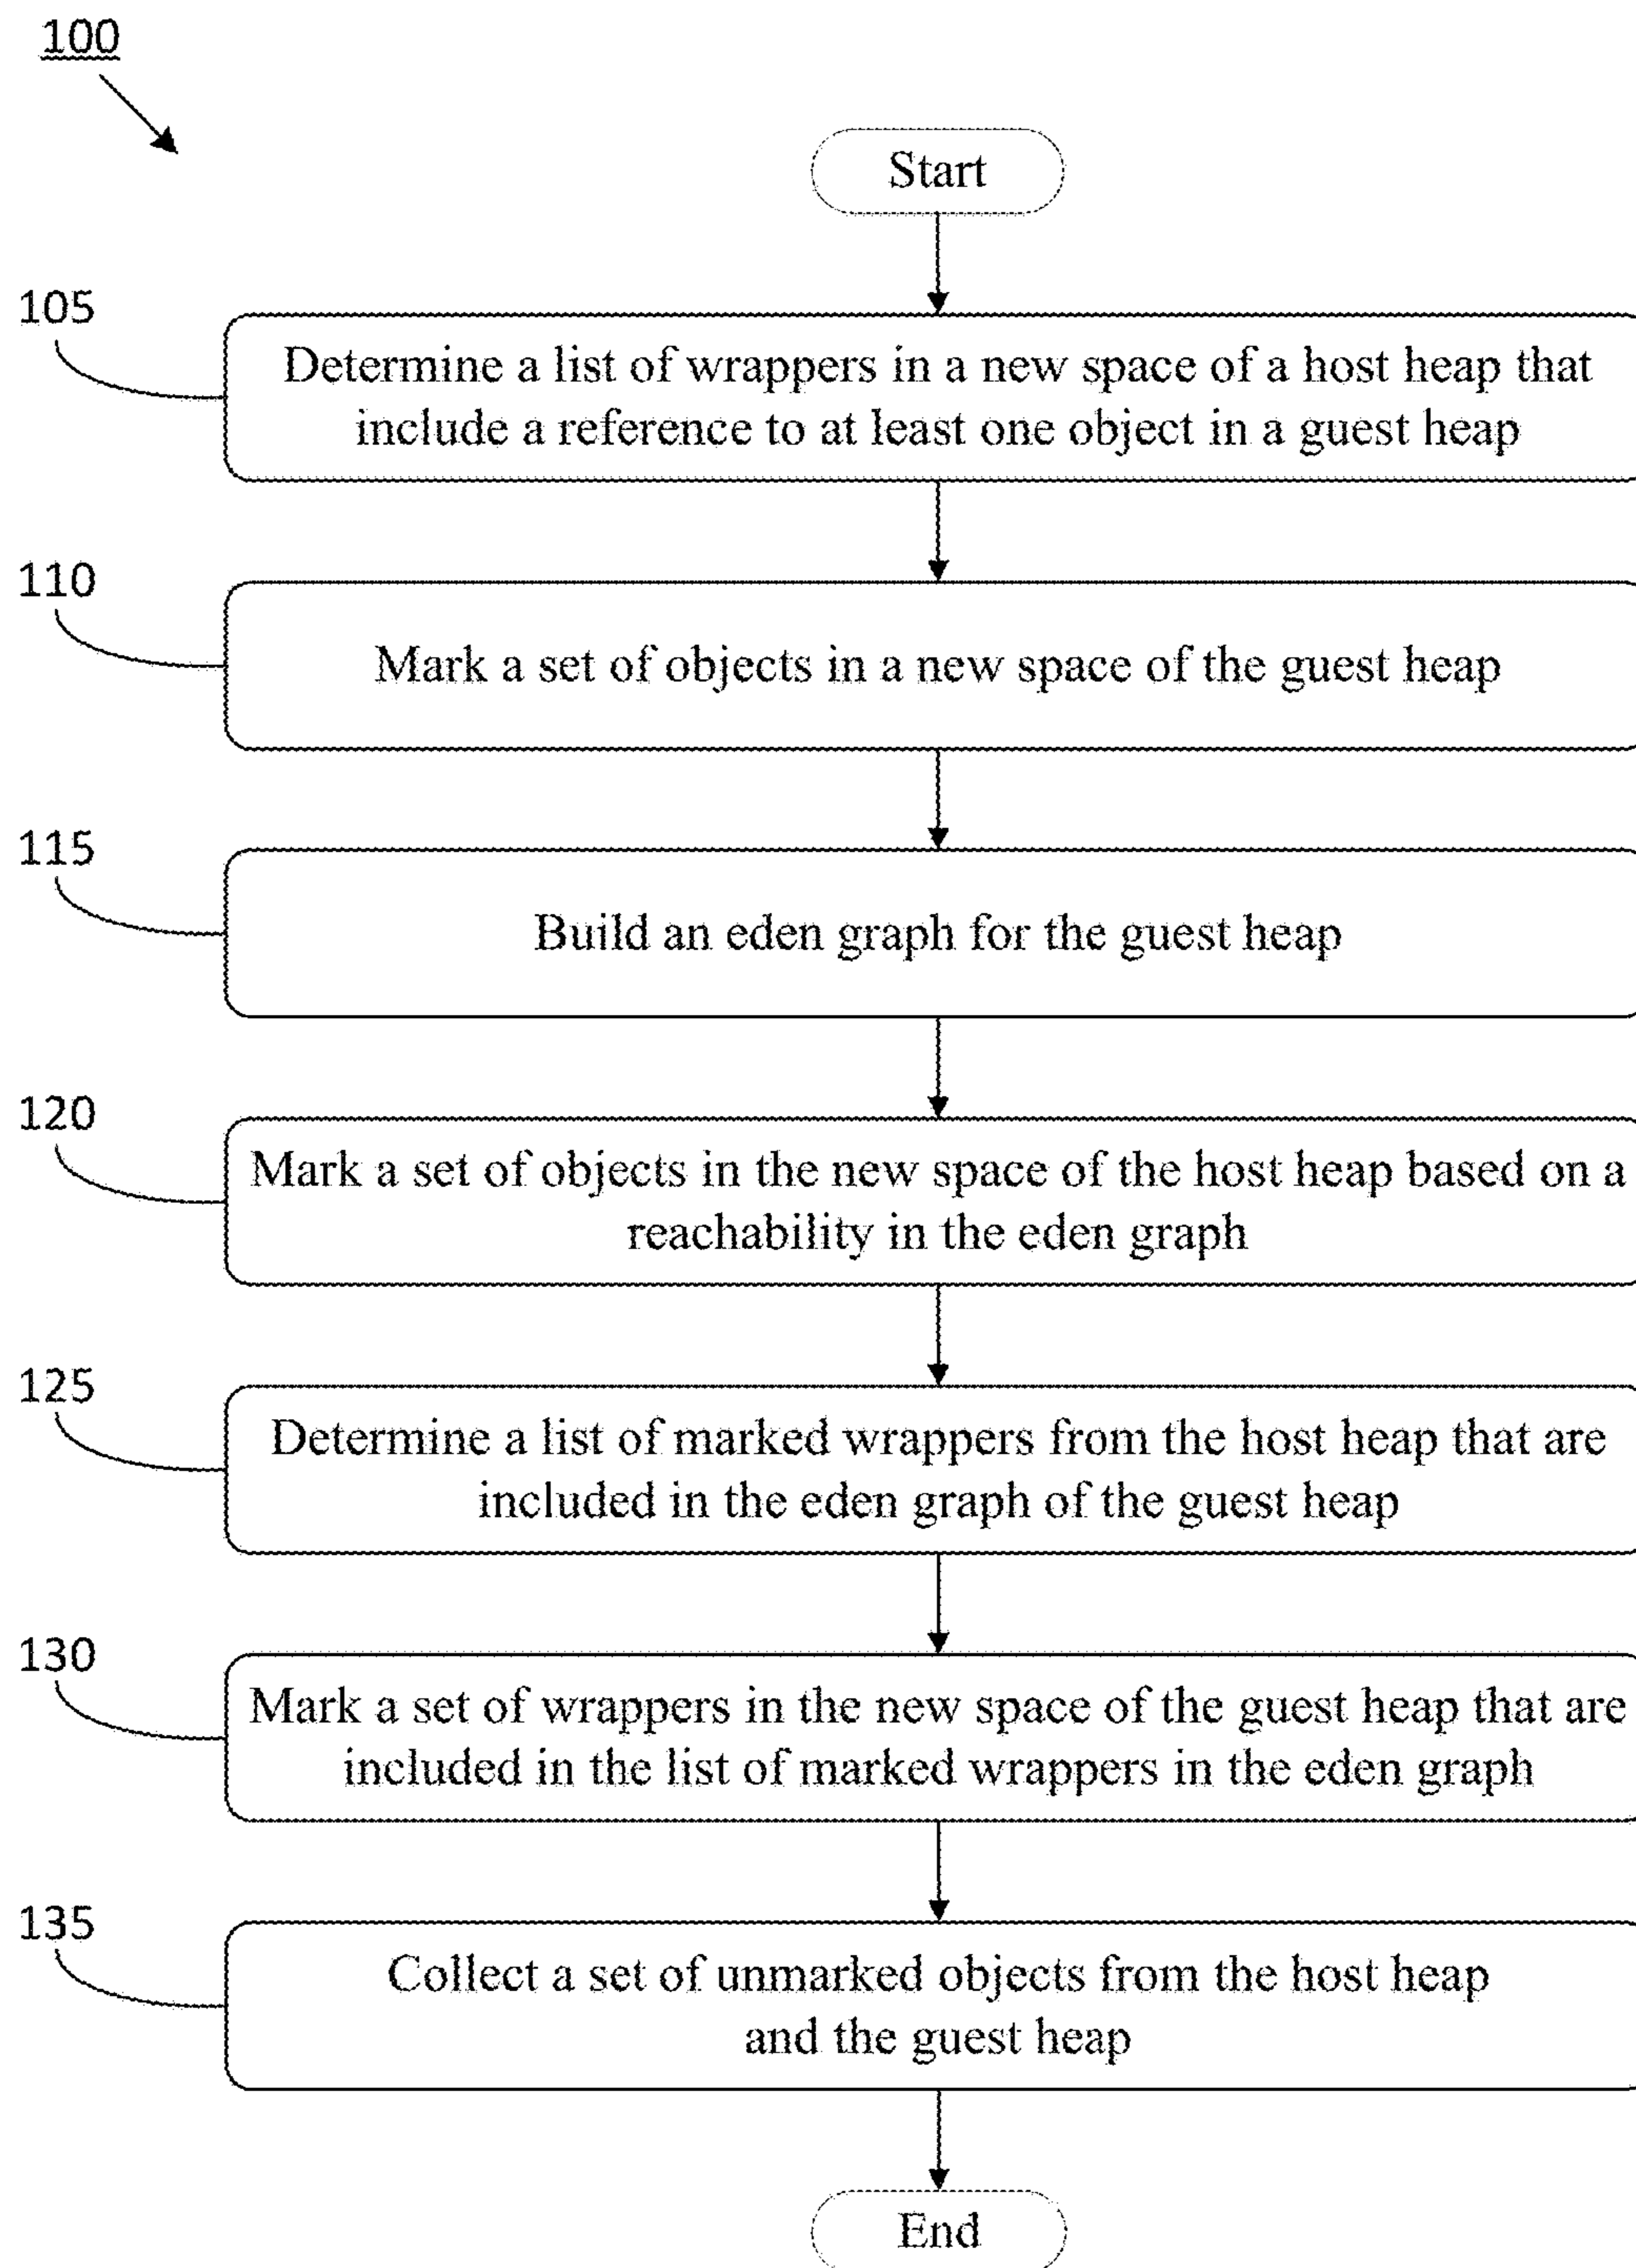 100
Start
105
Determine a list of wrappers in a new space of a host heap that
include a reference to at least one object in a guest heap
110
Mark a set of objects in a new space of the guest heap
115
Build an eden graph for the guest heap
120
Mark a set of objects in the new space of the host heap based on a
reachability in the eden graph
125
Determine a list of marked wrappers from the host heap that are
included in the eden graph of the guest heap
130
Mark a set of wrappers in the new space of the guest heap that are
included in the list of marked wrappers in the eden graph
135
Collect a set of unmarked objects from the host heap
and the guest heap
End